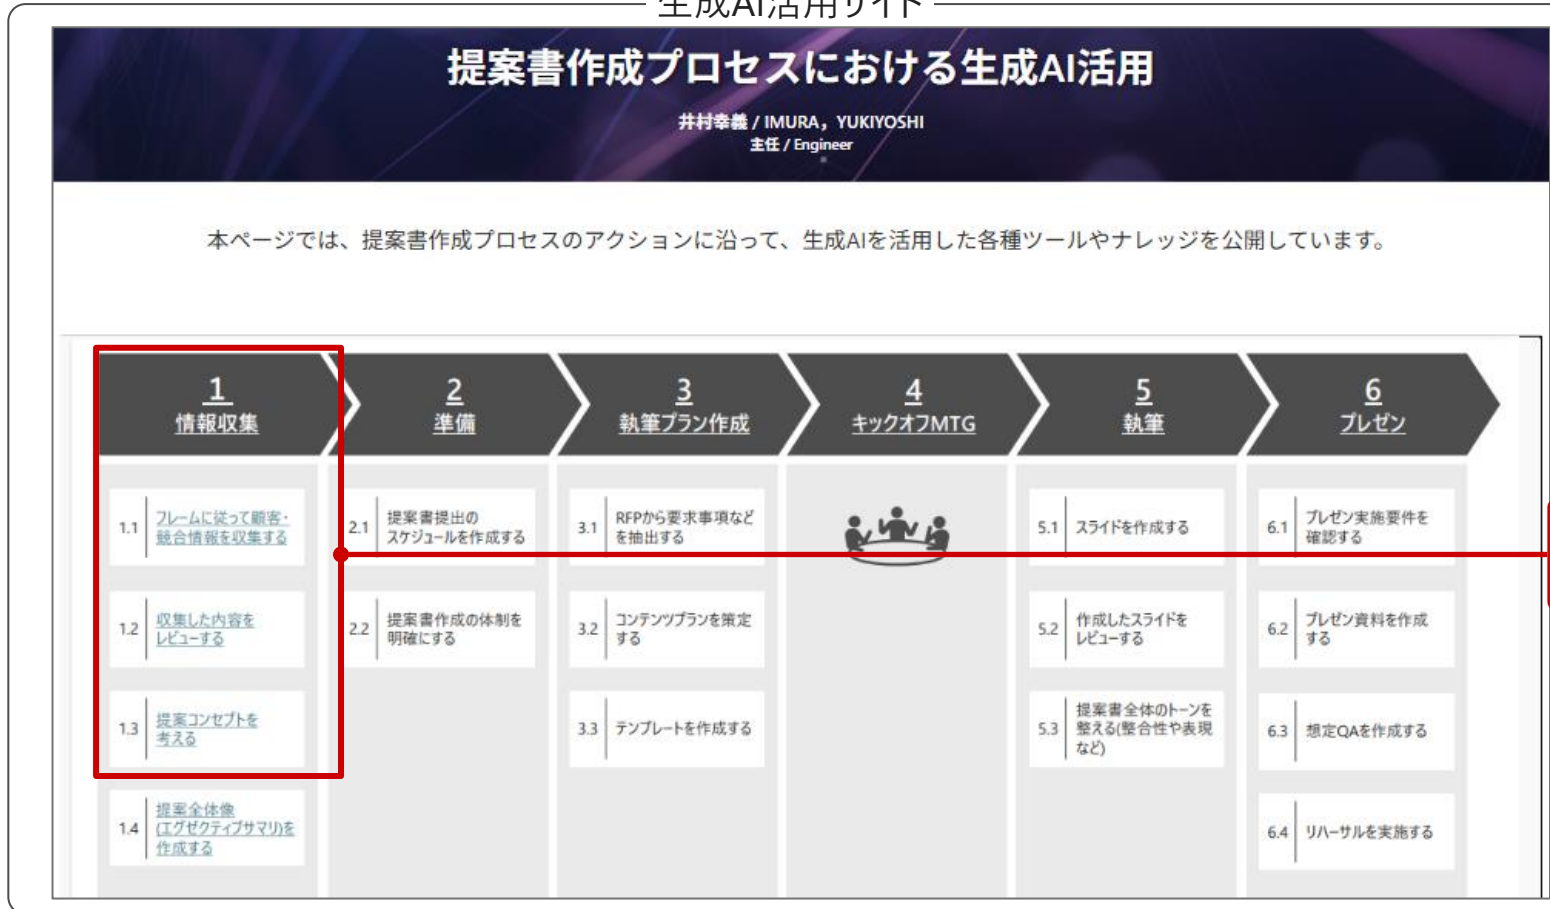 生成AI活用サイト
提案書作成プロセスにおける生成AI活用
井村幸義 / IMURA, YUKIYOSHI
主任 / Engineer
本ページでは、提案書作成プロセスのアクションに沿って、生成AIを活用した各種ツールやナレッジを公開しています。
1
情報収集
1.1
フレームに従って顧客・
競合情報を収集する
1.2
収集した内容を
レビューする
1.3
提案コンセプトを
考える
1.4
提案全体像
(エグゼクティブサマリ)を
作成する
2
準備
2.1
提案書提出の
スケジュールを作成する
2.2
提案書作成の体制を
明確にする
3
執筆プラン作成
3.1
RFPから要求事項など
を抽出する
3.2
コンテンツプランを策定
する
3.3
テンプレートを作成する
4
キックオフMTG
5
執筆
5.1
スライドを作成する
5.2
作成したスライドを
レビューする
5.3
提案書全体のトーンを
整える(整合性や表現
など)
6
プレゼン
6.1
プレゼン実施要件を
確認する
6.2
プレゼン資料を作成
する
6.3
想定QAを作成する
6.4
リハーサルを実施する